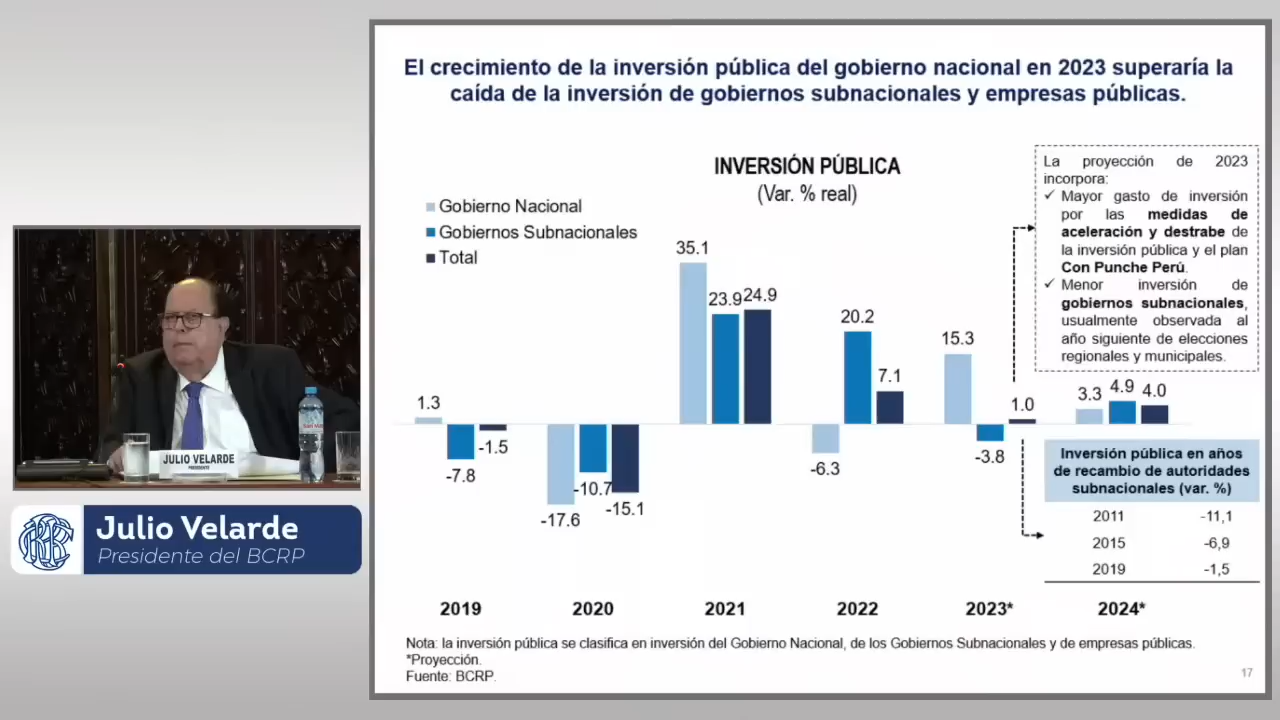 El crecimiento de la inversión pública del gobierno nacional en 2023 superaría la
caída de la inversión de gobiernos subnacionales y empresas públicas.
INVERSIÓN PÚBLICA
(Var. % real)
Gobierno Nacional
Gobiernos Subnacionales
Total
1.3
-7.8
-1.5
-17.6
-10.7
-15.1
35.1
23.9
24.9
-6.3
20.2
7.1
15.3
-3.8
1.0
3.3
4.9
4.0
2019
2020
2021
2022
2023*
2024*
La proyección de 2023
incorpora:
✓ Mayor gasto de inversión
por las medidas de
aceleración y destrabe de
la inversión pública y el plan
Con Punche Perú.
✓ Menor inversión de
gobiernos subnacionales,
usualmente observada al
año siguiente de elecciones
regionales y municipales.
Inversión pública en años
de recambio de autoridades
subnacionales (var. %)
2011 -11,1
2015 -6,9
2019 -1,5
Nota: la inversión pública se clasifica en inversión del Gobierno Nacional, de los Gobiernos Subnacionales y de empresas públicas.
*Proyección.
Fuente: BCRP.
17
JULIO VELARDE
PRESIDENTE
Julio Velarde
Presidente del BCRP